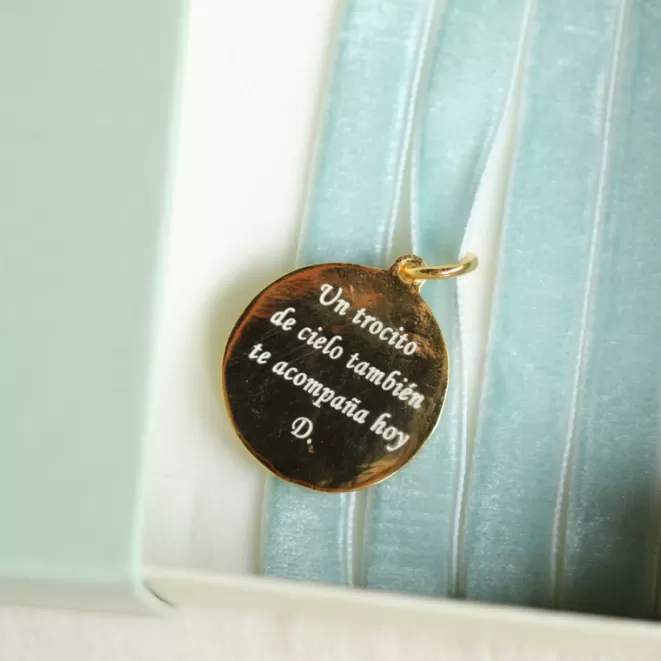 Un trocito
de cielo también
te acompaña hoy
D.